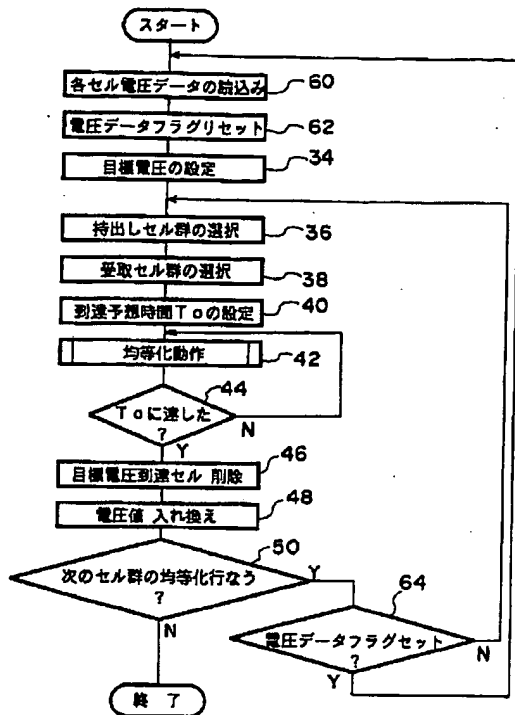 スタート
各セル電圧データの読込み
60
電圧データフラグリセット
62
目標電圧の設定
34
持出しセル群の選択
36
受取セル群の選択
38
到達予想時間Taの設定
40
均等化動作
42
44
Taに達した
?
N
Y
目標電圧到達セル 削除
46
電圧値 入れ換え
48
50
次のセル群の均等化行なう
?
Y
N
64
電圧データフラグセット
?
N
Y
終了